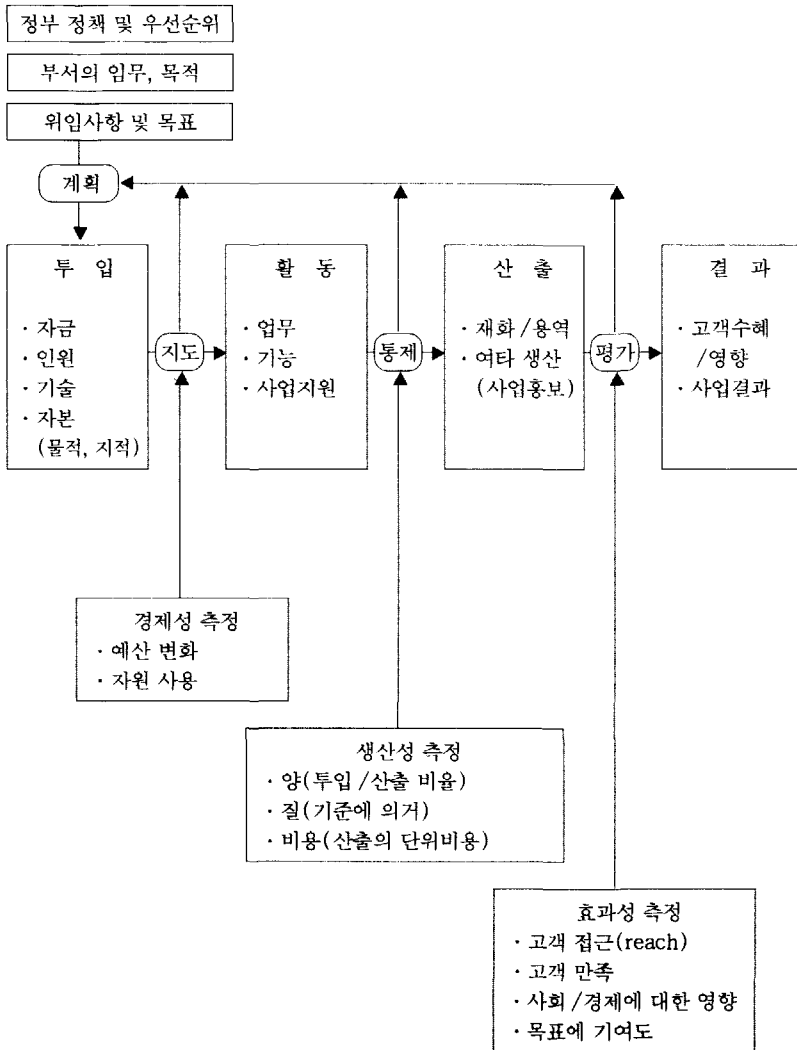 정부 정책 및 우선순위
부서의 임무, 목적
위임사항 및 목표
계획
투 입
· 자금
· 인원
· 기술
· 자본
(물적, 지적)
지도
활 동
· 업무
· 기능
· 사업지원
통제
산 출
· 재화/용역
· 여타 생산
(사업홍보)
평가
결 과
· 고객수혜
/영향
· 사업결과
경제성 측정
· 예산 변화
· 자원 사용
생산성 측정
· 양(투입/산출 비율)
· 질(기준에 의거)
· 비용(산출의 단위비용)
효과성 측정
· 고객 접근(reach)
· 고객 만족
· 사회/경제에 대한 영향
· 목표에 기여도